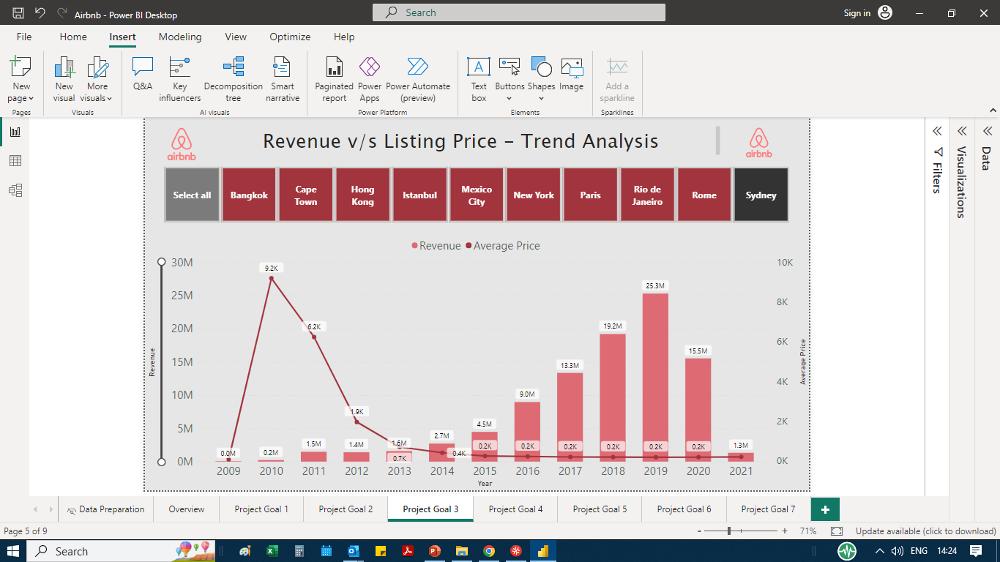 Airbnb - Power BI Desktop
Search
Sign in
File
Home
Insert
Modeling
View
Optimize
Help
New page
New visual
More visuals
Q&A
Key influencers
Decomposition tree
Smart narrative
Paginated report
Power Apps
Power Automate (preview)
Text box
Buttons
Shapes
Image
Add a sparkline
Pages
Visuals
AI visuals
Power Platform
Elements
Sparklines
airbnb
Revenue v/s Listing Price – Trend Analysis
airbnb
Select all
Bangkok
Cape Town
Hong Kong
Istanbul
Mexico City
New York
Paris
Rio de Janeiro
Rome
Sydney
Revenue
Average Price
Revenue
30M
25M
20M
15M
10M
5M
0M
10K
8K
6K
4K
2K
0K
Average Price
9.2K
6.2K
1.9K
0.7K
0.4K
0.2K
0.2K
0.2K
0.2K
0.2K
0.2K
0.0M
0.2M
1.5M
1.4M
1.6M
2.7M
4.5M
9.0M
13.3M
19.2M
25.3M
15.5M
1.3M
2009
2010
2011
2012
2013
2014
2015
2016
2017
2018
2019
2020
2021
Year
Filters
Visualizations
Data
Data Preparation
Overview
Project Goal 1
Project Goal 2
Project Goal 3
Project Goal 4
Project Goal 5
Project Goal 6
Project Goal 7
Page 5 of 9
- + 71%
Update available (click to download)
Search
ENG
14:24